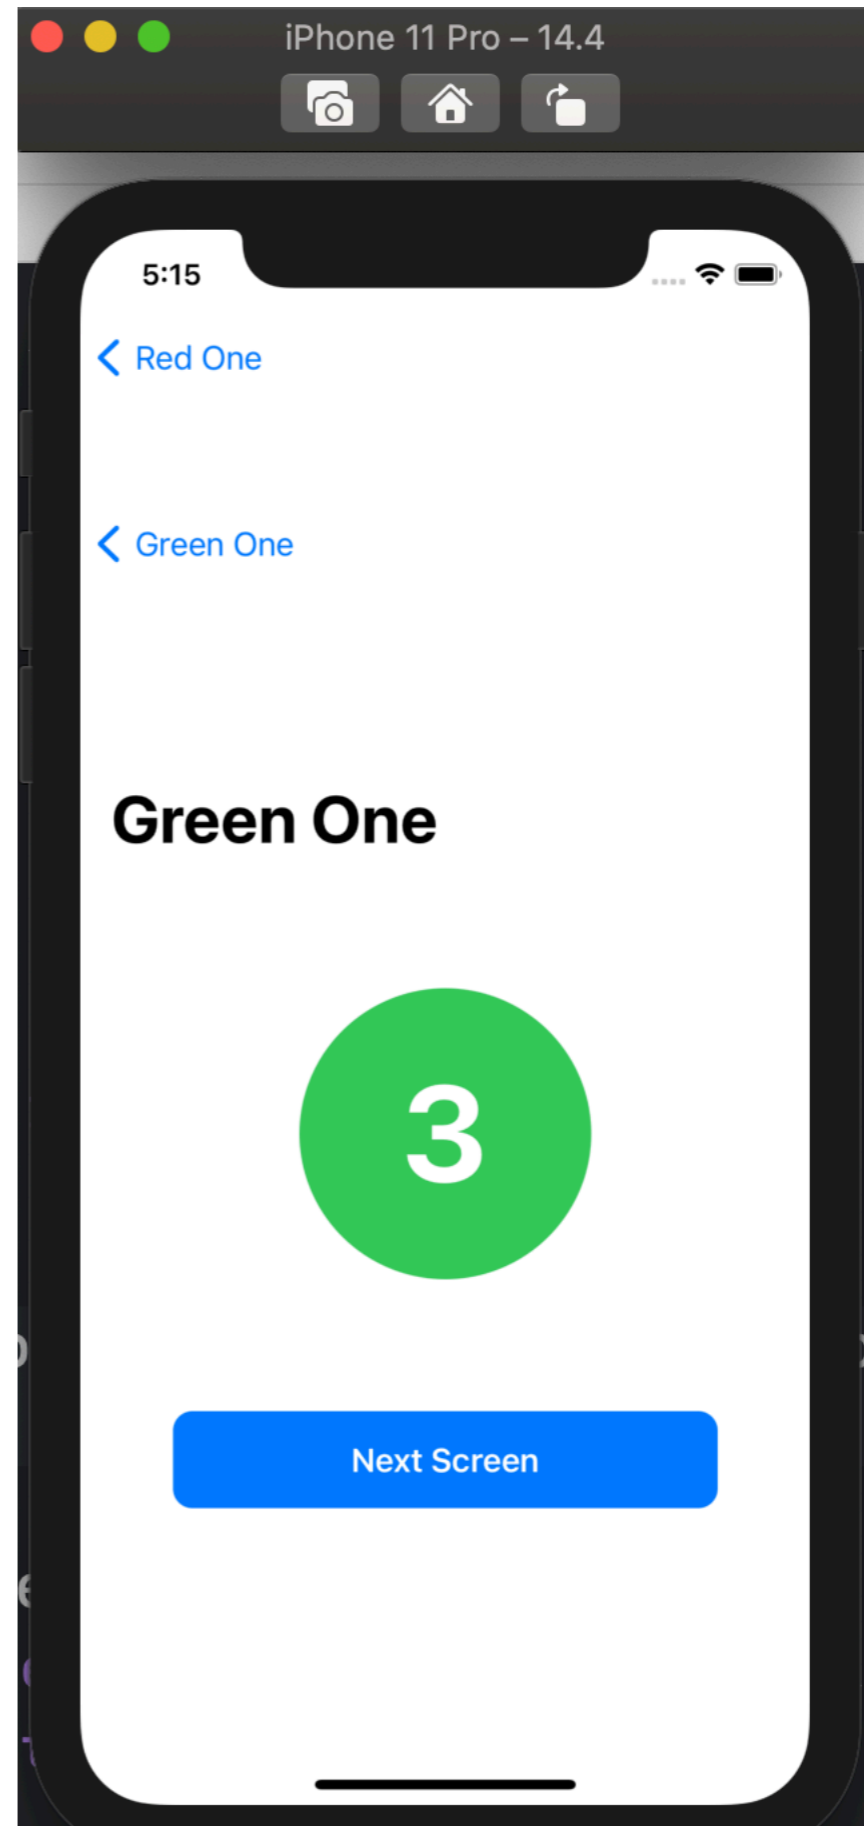 iPhone 11 Pro – 14.4
5:15
Red One
Green One
Green One
3
Next Screen